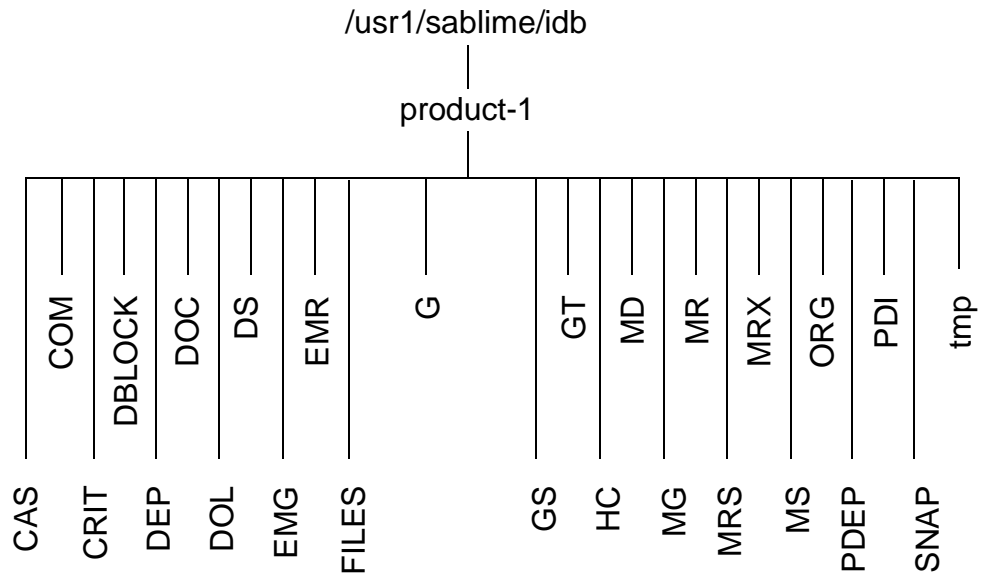 /usr1/sablime/idb
product-1
COM
DBLOCK
DOC
DS
EMR
G
GT
MD
MR
MRX
ORG
PDI
tmp
CAS
CRIT
DEP
DOL
EMG
FILES
GS
HC
MG
MRS
MS
PDEP
SNAP